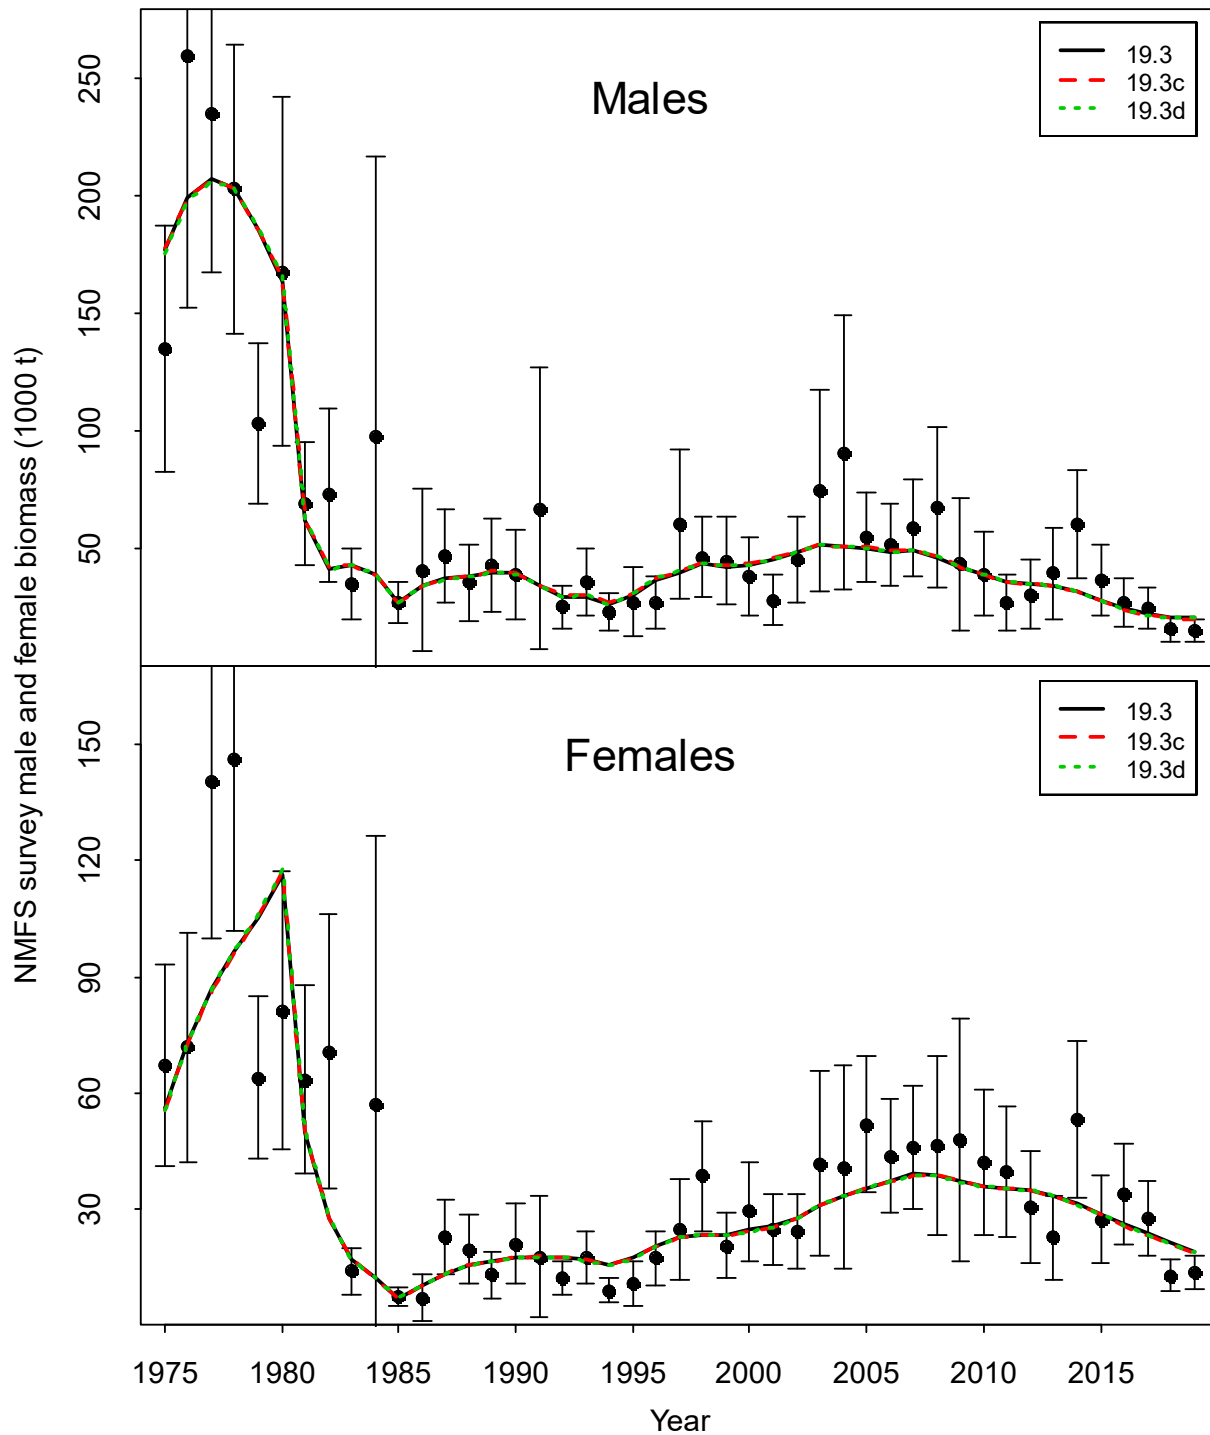 Males
19.3
19.3c
19.3d
250
200
150
100
50
NMFS survey male and female biomass (1000 t)
Females
19.3
19.3c
19.3d
150
120
90
60
30
1975 1980 1985 1990 1995 2000 2005 2010 2015
Year